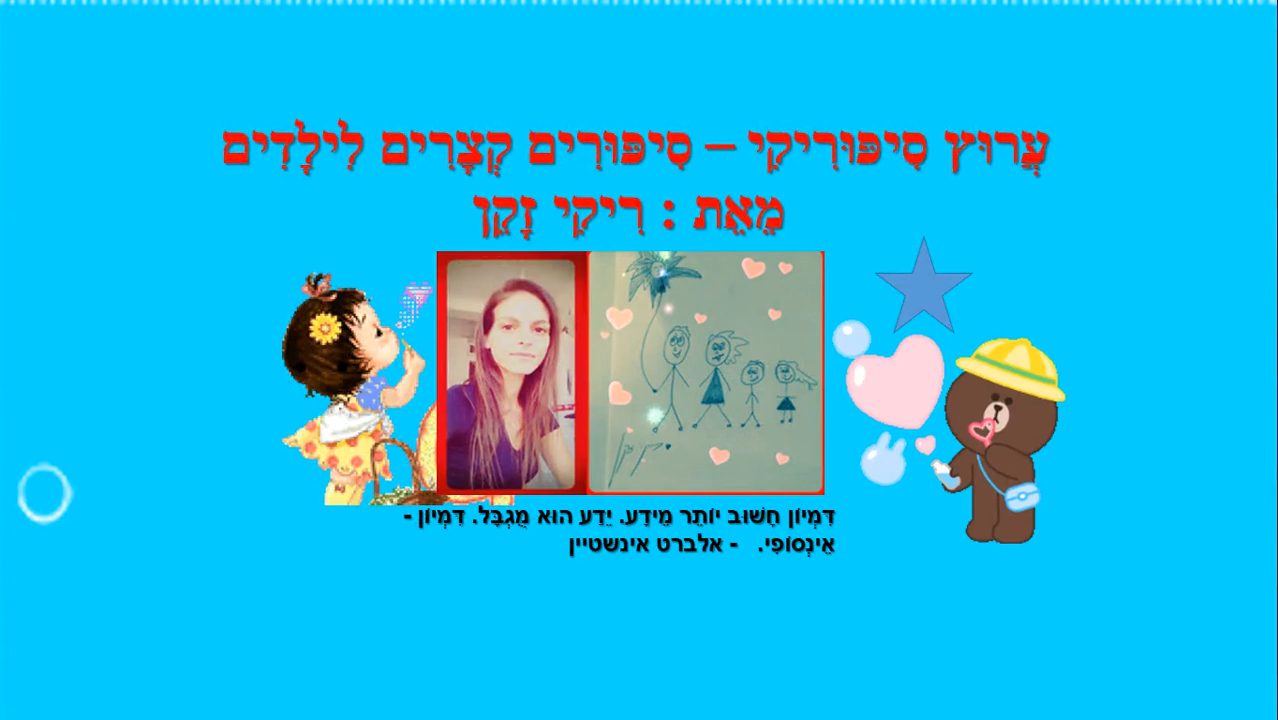 עֲרוּץ סִיפּוּרִיקִי – סִיפּוּרִים קְצָרִים לִילָדִים
מֵאֵת : רִיקִי זָקֵן
דִּמְיוֹן חָשׁוּב יוֹתֵר מֵידַע. יֶדַע הוּא מֻגְבָּל. דִּמְיוֹן -
אֵינְסוֹפִי. - אלברט אינשטיין